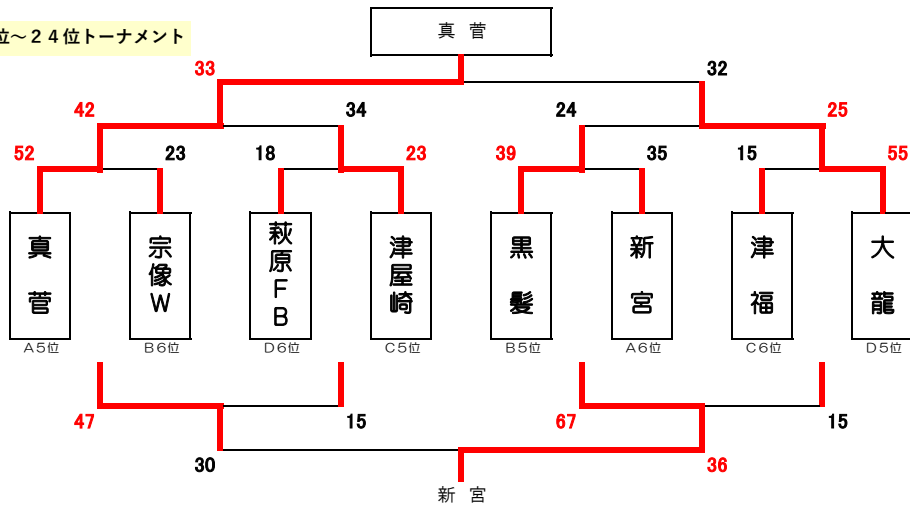 真 菅
位～２４位トーナメント
33
32
42
34
24
25
52
23
18
23
39
35
15
55
真菅
宗像W
萩原FB
津屋崎
黒髪
新宮
津福
大龍
A5位
B6位
D6位
C5位
B5位
A6位
C6位
D5位
47
15
67
15
30
36
新 宮